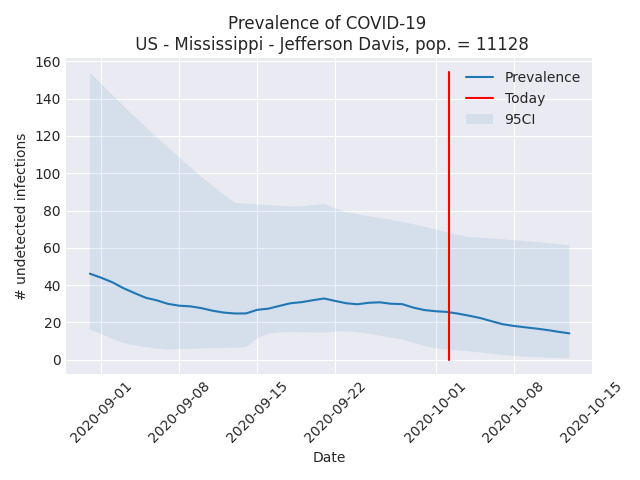 Prevalence of COVID-19
US - Mississippi - Jefferson Davis, pop. = 11128
160
140
120
100
80
60
40
20
0
# undetected infections
Prevalence
Today
95CI
2020-09-01
2020-09-08
2020-09-15
2020-09-22
2020-10-01
2020-10-08
2020-10-15
Date